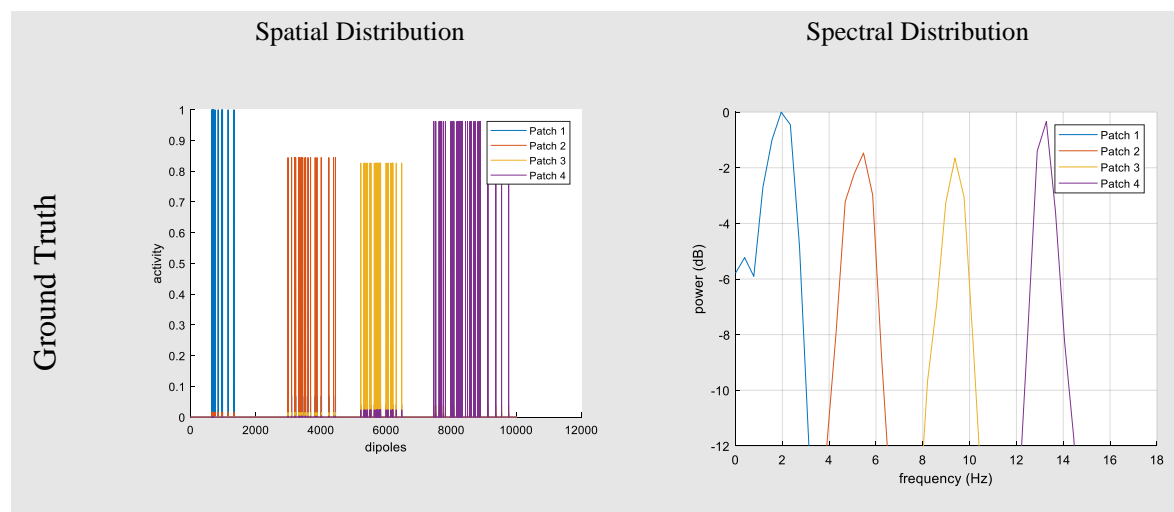 Spatial Distribution
Spectral Distribution
Ground Truth
1
0.9
0.8
0.7
0.6
0.5
0.4
0.3
0.2
0.1
0
activity
0 2000 4000 6000 8000 10000 12000
dipoles
Patch 1
Patch 2
Patch 3
Patch 4
0
-2
-4
-6
-8
-10
-12
power (dB)
0 2 4 6 8 10 12 14 16 18
frequency (Hz)
Patch 1
Patch 2
Patch 3
Patch 4